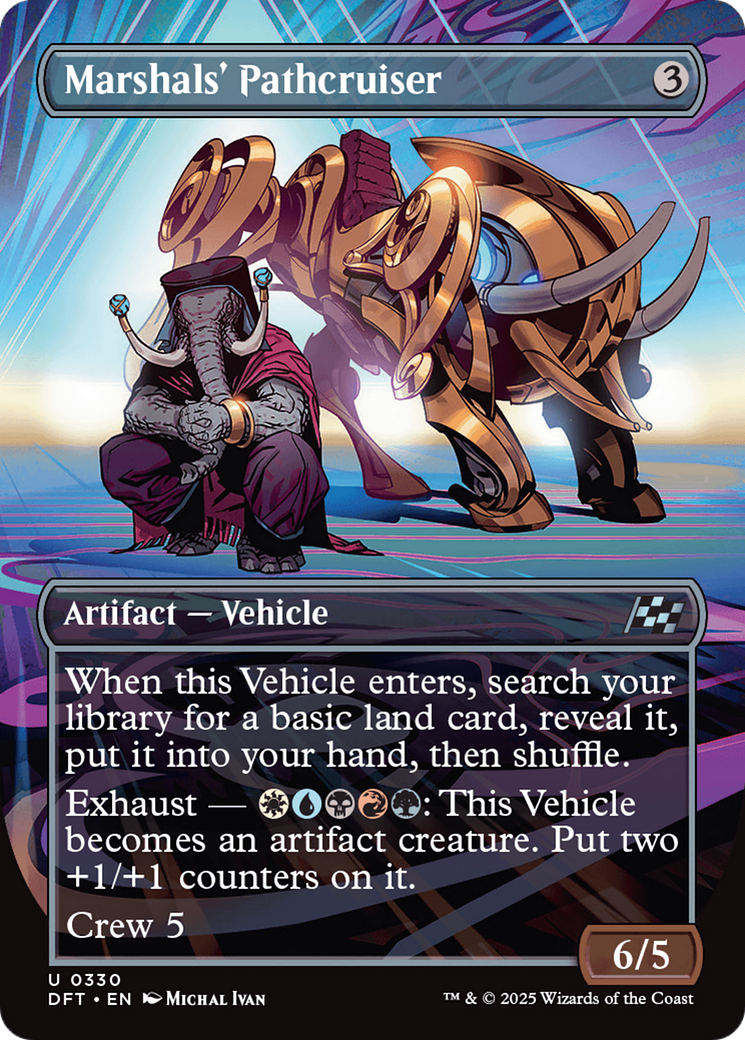 Marshals’ Pathcruiser 3
Artifact — Vehicle
When this Vehicle enters, search your
library for a basic land card, reveal it,
put it into your hand, then shuffle.
Exhaust — : This Vehicle
becomes an artifact creature. Put two
+1/+1 counters on it.
Crew 5
6/5
U 0330
DFT • EN Michal Ivan
™ & © 2025 Wizards of the Coast